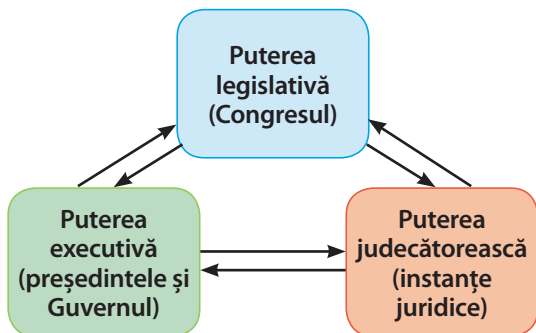 Puterea
legislativă
(Congresul)
Puterea
executivă
(președintele și
Guvernul)
Puterea
judecătorească
(instanțe
juridice)